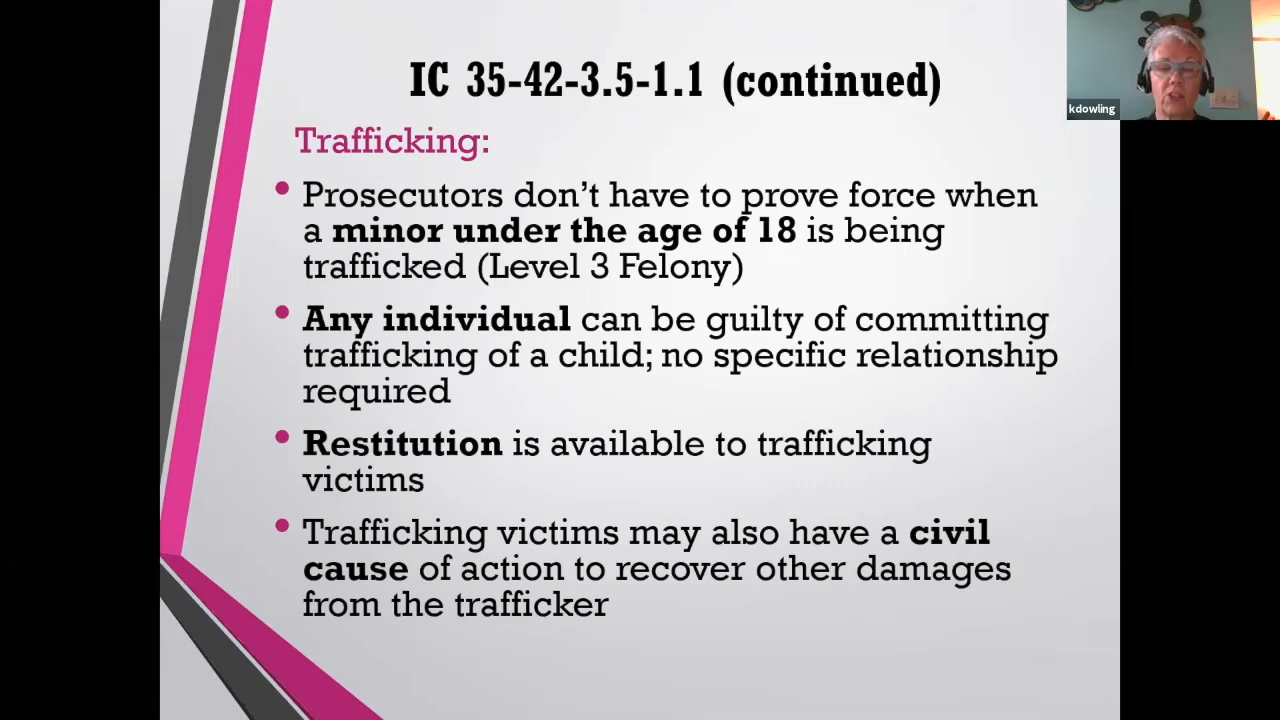 IC 35-42-3.5-1.1 (continued)
kdowling
Trafficking:
• Prosecutors don't have to prove force when
a minor under the age of 18 is being
trafficked (Level 3 Felony)
• Any individual can be guilty of committing
trafficking of a child; no specific relationship
required
• Restitution is available to trafficking
victims
• Trafficking victims may also have a civil
cause of action to recover other damages
from the trafficker